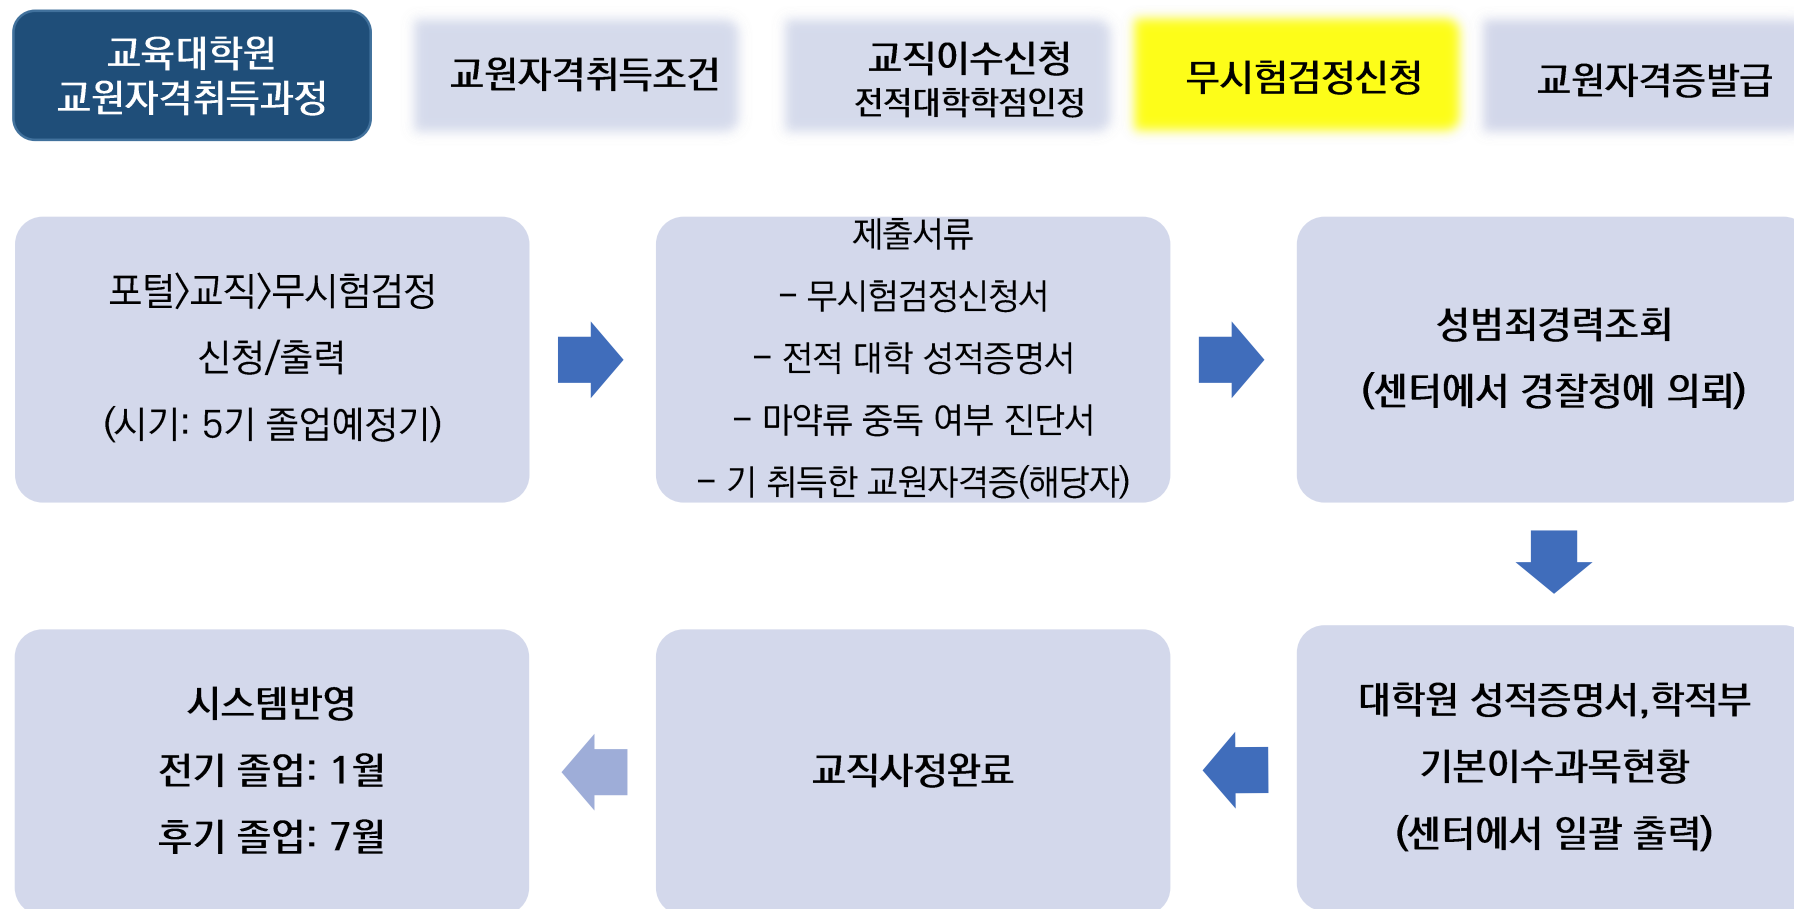 교육대학원
교원자격취득과정
교원자격취득조건
교직이수신청
전적대학학점인정
무시험검정신청
교원자격증발급
포털>교직>무시험검정
신청/출력
(시기: 5기 졸업예정기)
제출서류
- 무시험검정신청서
- 전적 대학 성적증명서
- 마약류 중독 여부 진단서
- 기 취득한 교원자격증(해당자)
성범죄경력조회
(센터에서 경찰청에 의뢰)
대학원 성적증명서,학적부
기본이수과목현황
(센터에서 일괄 출력)
교직사정완료
시스템반영
전기 졸업: 1월
후기 졸업: 7월